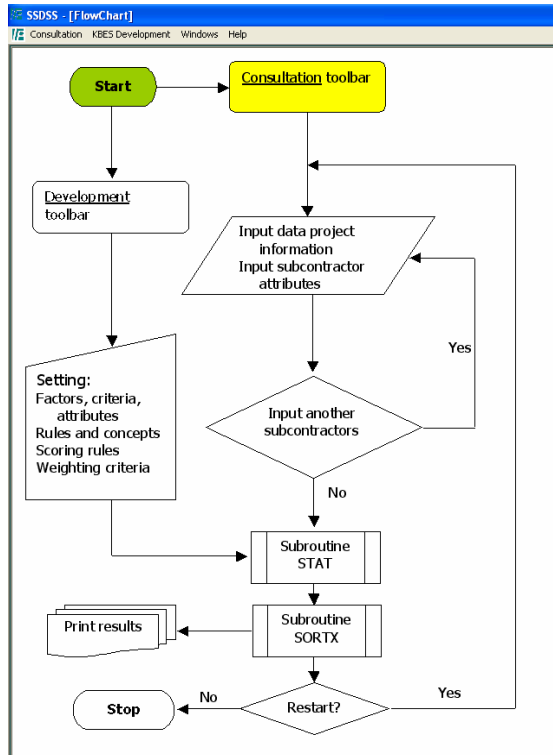 SSDSS - [FlowChart]
Consultation KBES Development Windows Help
Start
Consultation toolbar
Development
toolbar
Input data project
information
Input subcontractor
attributes
Yes
Setting:
Factors, criteria,
attributes
Rules and concepts
Scoring rules
Weighting criteria
Input another
subcontractors
No
Subroutine
STAT
Subroutine
SORTX
Print results
Restart?
Yes
No
Stop